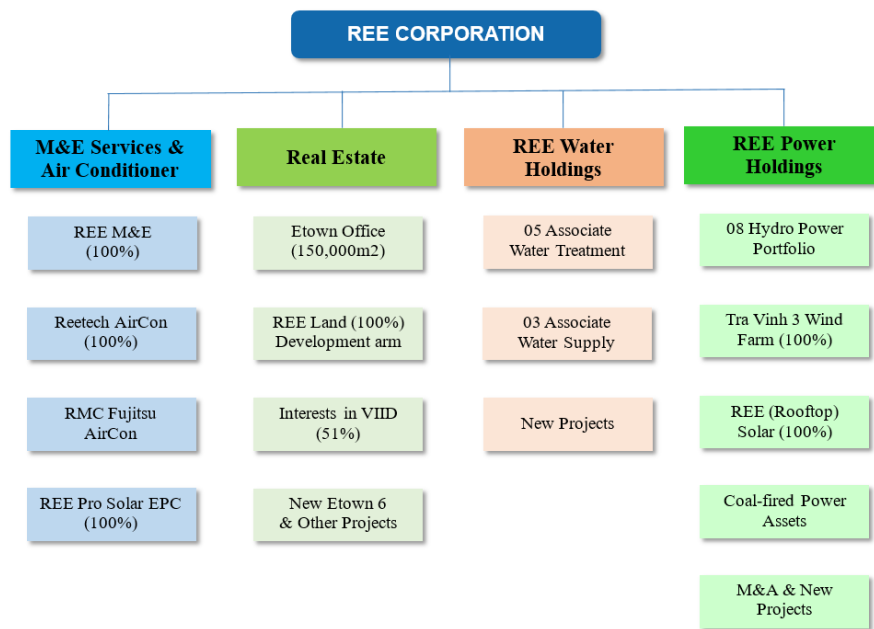 REE CORPORATION
M&E Services &
Air Conditioner
REE M&E
(100%)
Reetech AirCon
(100%)
RMC Fujitsu
AirCon
REE Pro Solar EPC
(100%)
Real Estate
Etown Office
(150,000m2)
REE Land (100%)
Development arm
Interests in VIID
(51%)
New Etown 6
& Other Projects
REE Water
Holdings
05 Associate
Water Treatment
03 Associate
Water Supply
New Projects
REE Power
Holdings
08 Hydro Power
Portfolio
Tra Vinh 3 Wind
Farm (100%)
REE (Rooftop)
Solar (100%)
Coal-fired Power
Assets
M&A & New
Projects